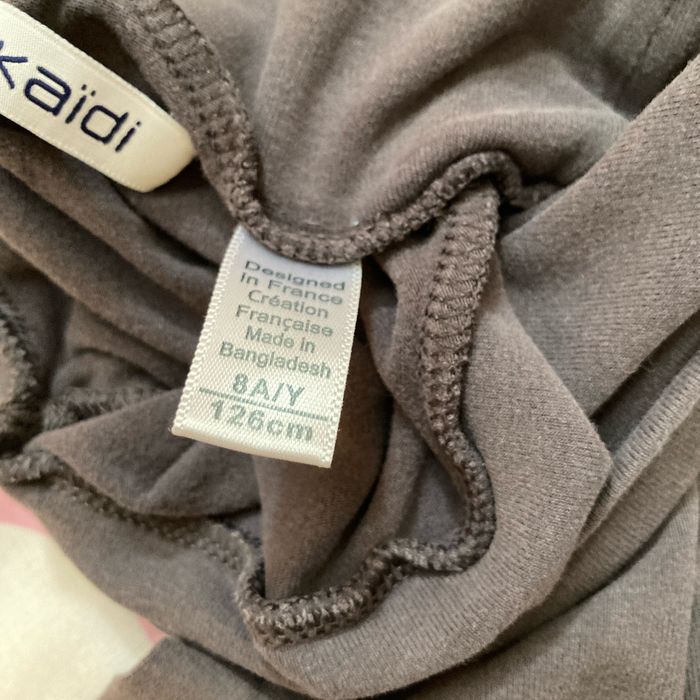 kaïdi
Designed
in France
Création
Française
Made in
Bangladesh
8A/Y
126cm